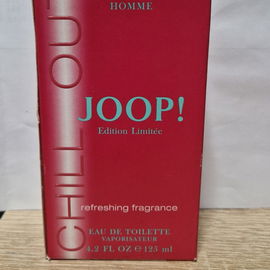 HOMME
CHILL OUT
JOOP!
Edition Limitée
refreshing fragrance
EAU DE TOILETTE
VAPORISATEUR
4.2 FL OZ ℮ 125 ml